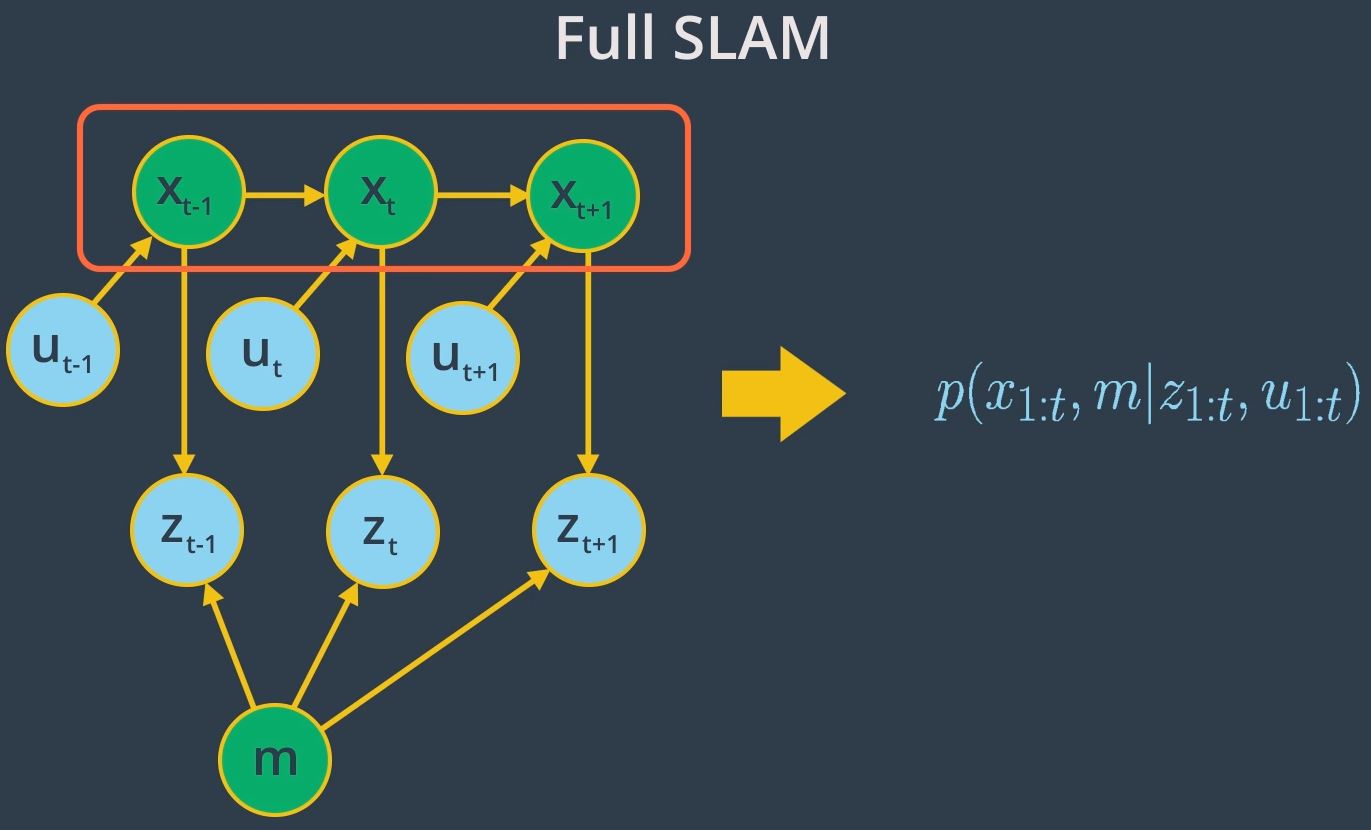 Full SLAM
x_{t-1}
x_t
x_{t+1}
u_{t-1}
u_t
u_{t+1}
p(x_{1:t}, m|z_{1:t}, u_{1:t})
z_{t-1}
z_t
z_{t+1}
m